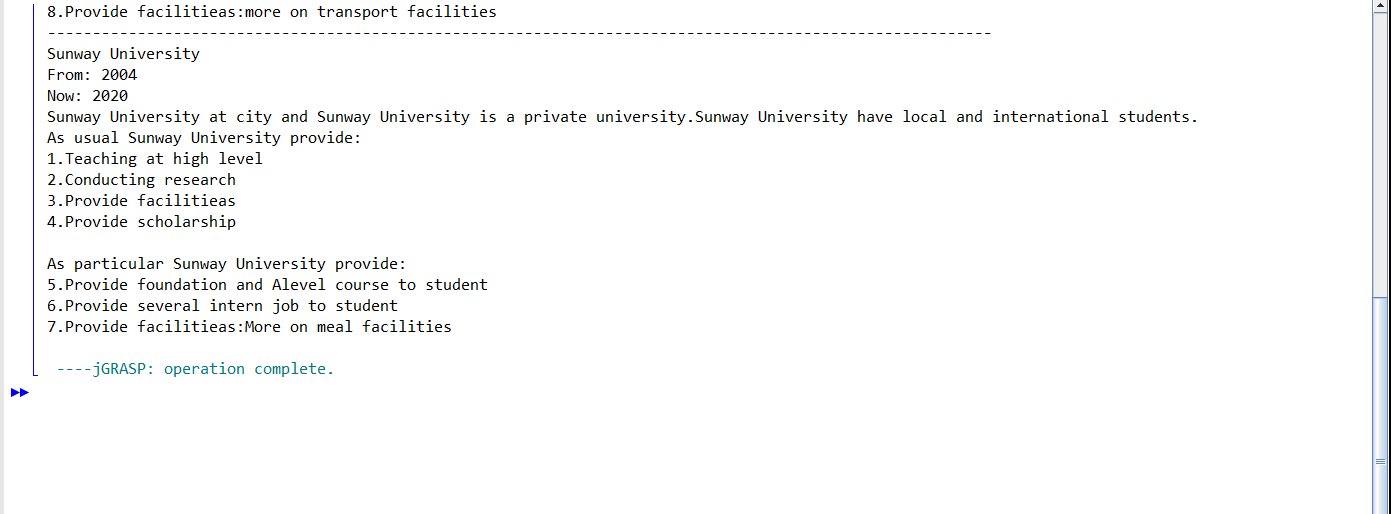 8.Provide facilitieas:more on transport facilities
---------------------------------------------------------------------------------------------------------
Sunway University
From: 2004
Now: 2020
Sunway University at city and Sunway University is a private university.Sunway University have local and international students.
As usual Sunway University provide:
1.Teaching at high level
2.Conducting research
3.Provide facilitieas
4.Provide scholarship
As particular Sunway University provide:
5.Provide foundation and Alevel course to student
6.Provide several intern job to student
7.Provide facilitieas:More on meal facilities
----jGRASP: operation complete.